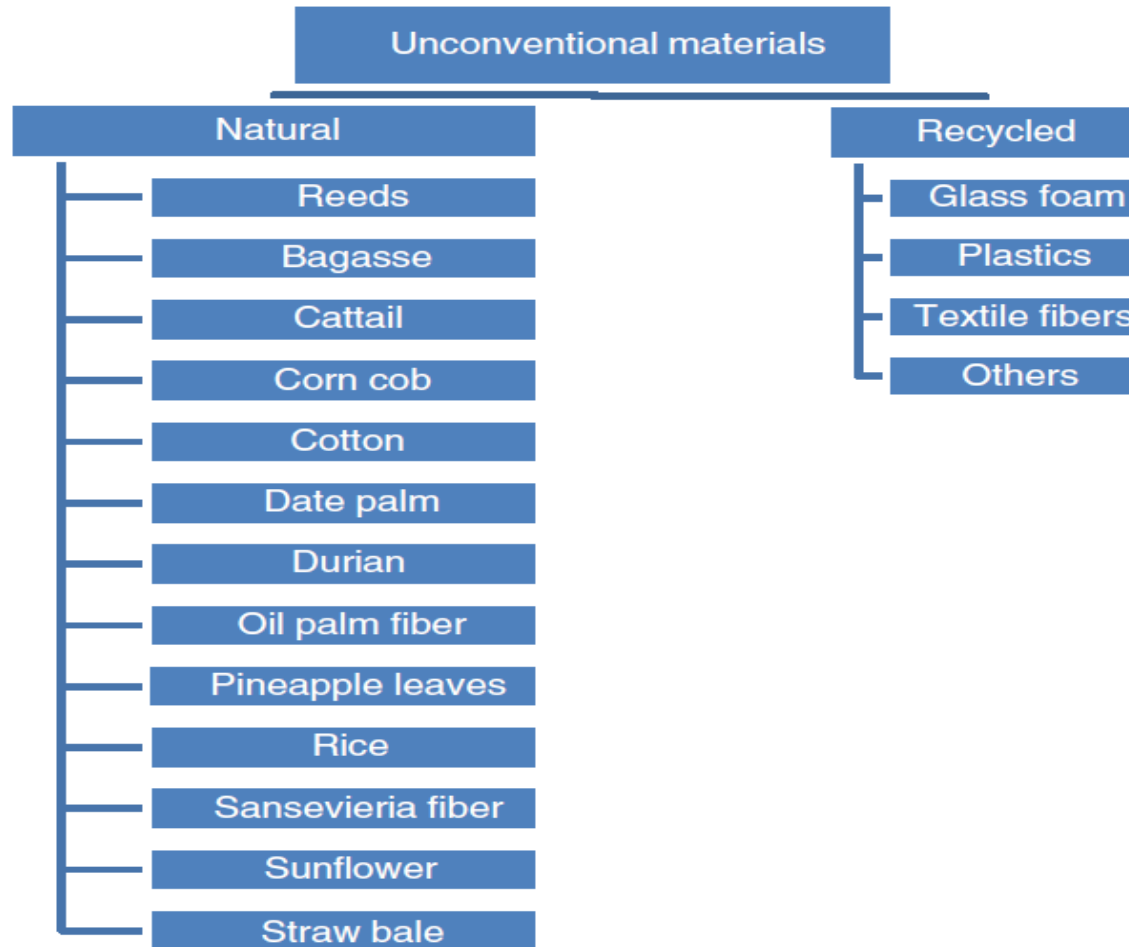 Unconventional materials
Natural
Reeds
Bagasse
Cattail
Corn cob
Cotton
Date palm
Durian
Oil palm fiber
Pineapple leaves
Rice
Sansevieria fiber
Sunflower
Straw bale
Recycled
Glass foam
Plastics
Textile fibers
Others